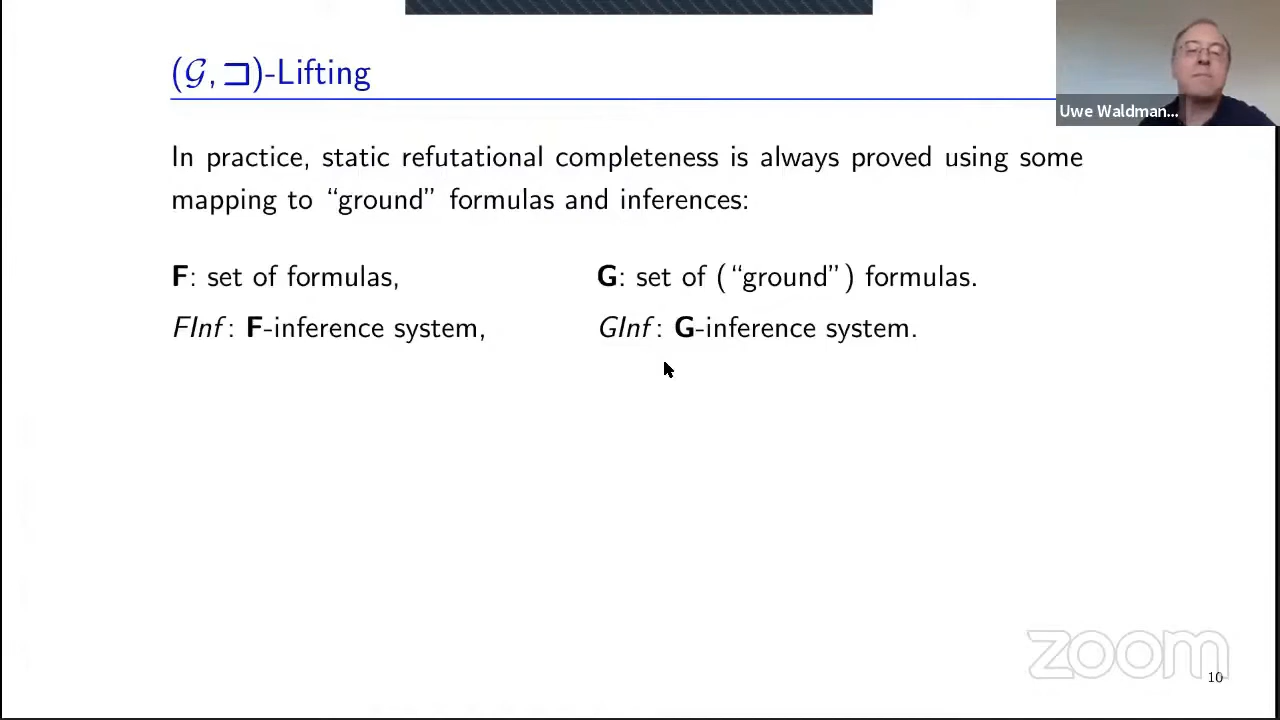 (𝒢, ⊐)-Lifting
Uwe Waldman...
In practice, static refutational completeness is always proved using some
mapping to “ground” formulas and inferences:
F: set of formulas, G: set of (“ground”) formulas.
FInf: F-inference system, GInf: G-inference system.
zoom
10